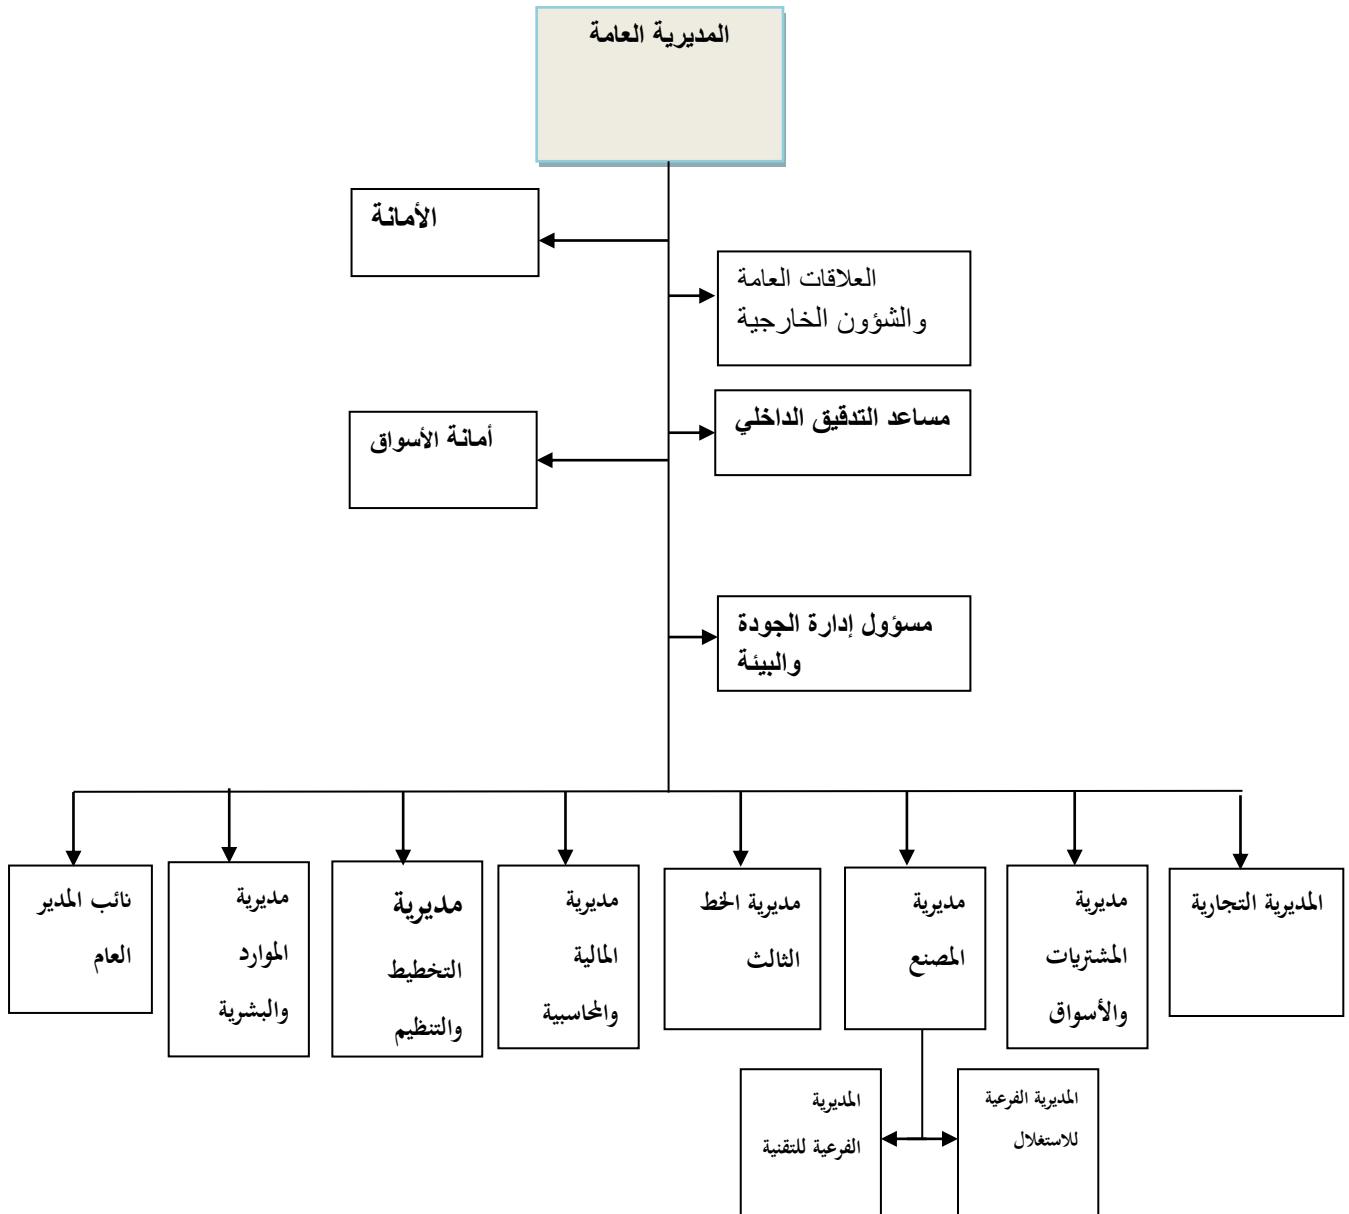 المديرية العامة
الأمانة
العلاقات العامة
والشؤون الخارجية
مساعد التدقيق الداخلي
أمانة الأسواق
مسؤول إدارة الجودة
والبيئة
المديرية التجارية
مديرية
المشتريات
والأسواق
مديرية
المصنع
مديرية الخط
الثالث
مديرية
المالية
والمحاسبية
مديرية
التخطيط
والتنظيم
مديرية
الموارد
والبشرية
نائب المدير
العام
المديرية الفرعية
للاستغلال
المديرية
الفرعية للتقنية